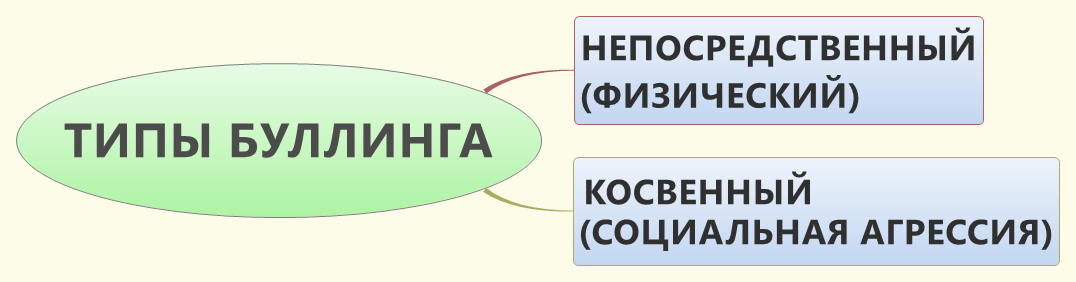 ТИПЫ БУЛЛИНГА
НЕПОСРЕДСТВЕННЫЙ
(ФИЗИЧЕСКИЙ)
КОСВЕННЫЙ
(СОЦИАЛЬНАЯ АГРЕССИЯ)